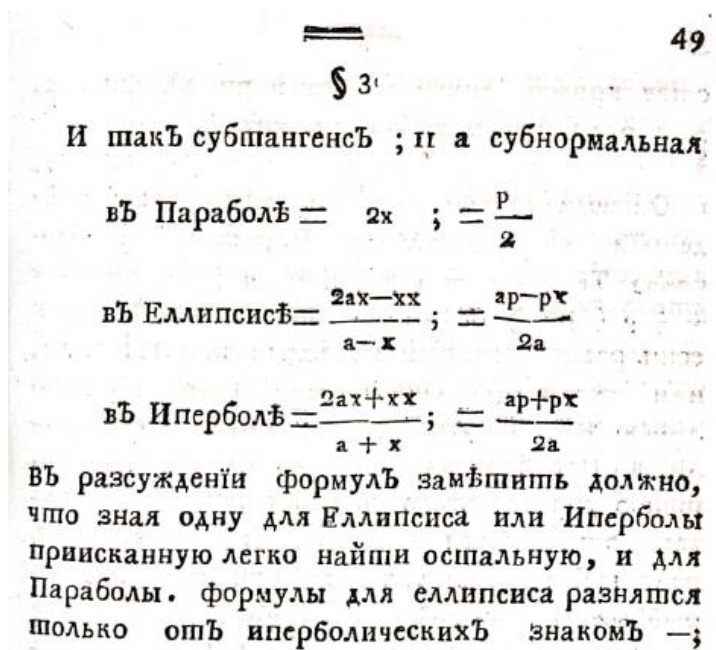 49
§ 3
И такЪ субтангенсЪ ; и а субнормальная
вЪ Параболѣ = 2x ; = p/2
вЪ Еллипсисѣ = 2ax—xx/a—x ; = ap—px/2a
вЪ Иперболѣ = 2ax+xx/a + x ; = ap+px/2a
ВЪ разсужденїи формулЪ замѣтить должно,
что зная одну для Еллипсиса или Иперболы
приисканную легко найти остальную, и для
Параболы. формулы для еллипсиса разнятся
только отЪ иперболическихЪ знакомЪ —;